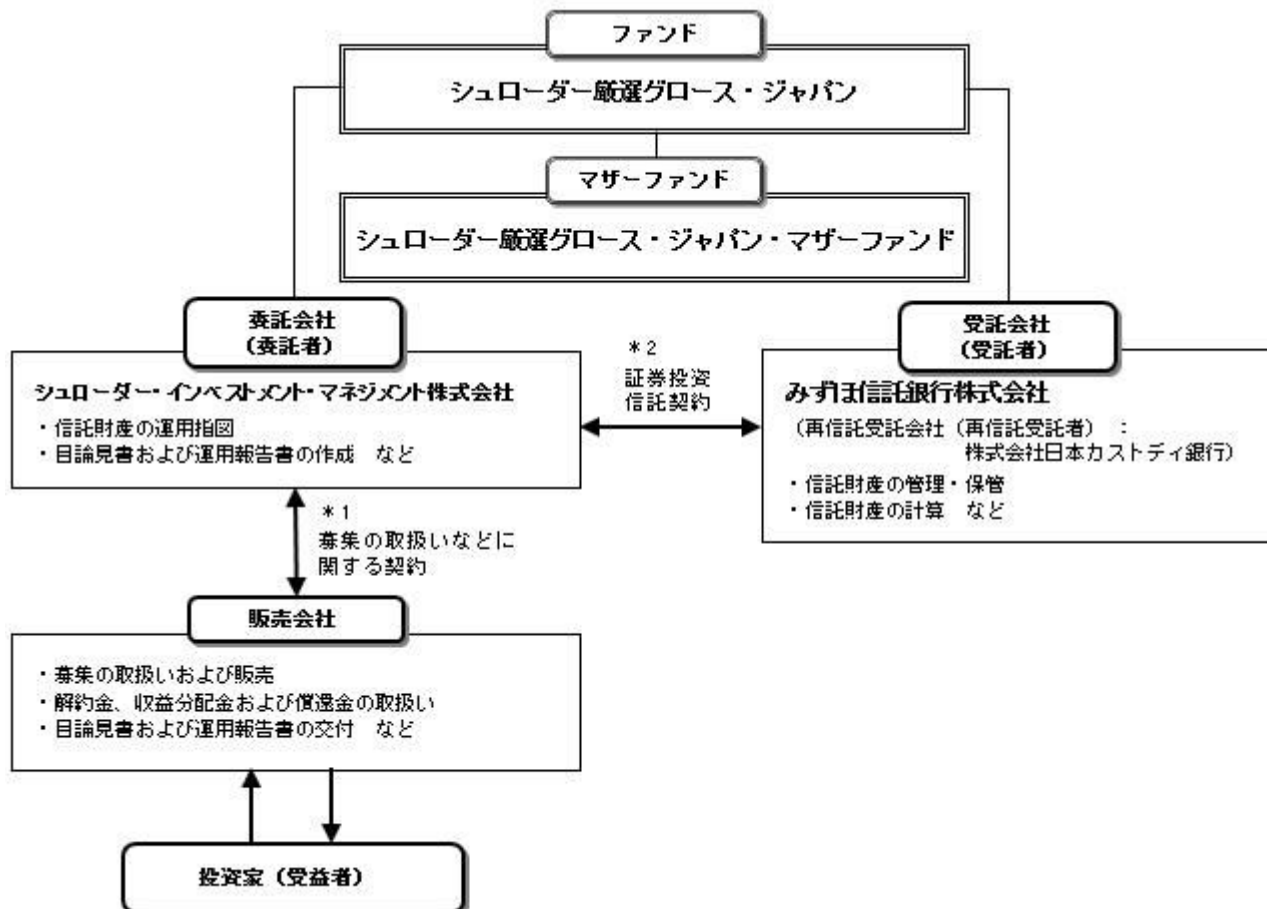 ファンド
シュローダー厳選グロース・ジャパン
マザーファンド
シュローダー厳選グロース・ジャパン・マザーファンド
委託会社
(委託者)
シュローダー・インベストメント・マネジメント株式会社
・信託財産の運用指図
・目論見書および運用報告書の作成 など
*2
証券投資
信託契約
受託会社
(受託者)
みずほ信託銀行株式会社
(再信託受託会社(再信託受託者) :
株式会社日本カストディ銀行)
・信託財産の管理・保管
・信託財産の計算 など
*1
募集の取扱いなどに
関する契約
販売会社
・募集の取扱いおよび販売
・解約金、収益分配金および償還金の取扱い
・目論見書および運用報告書の交付 など
投資家(受益者)